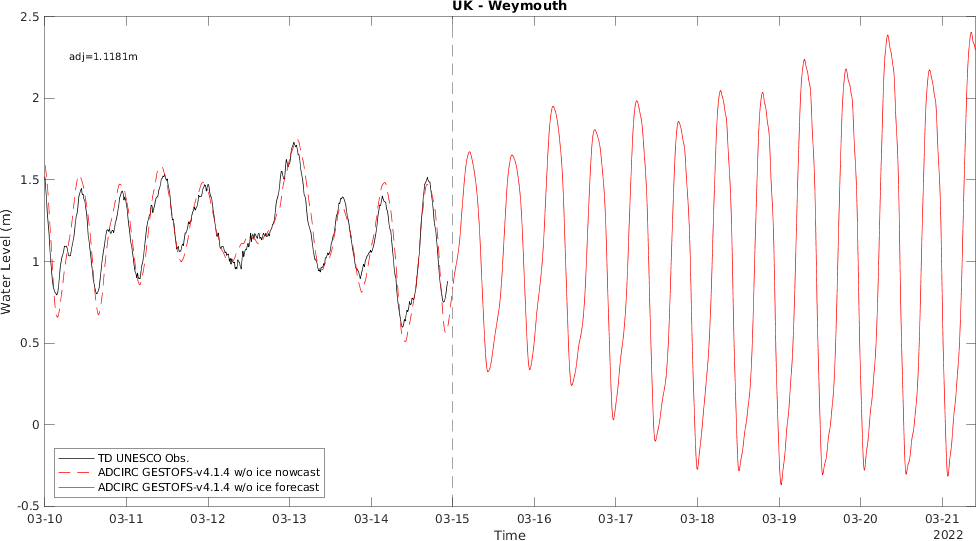 UK - Weymouth
2.5
adj=1.1181m
2
1.5
1
0.5
0
-0.5
Water Level (m)
TD UNESCO Obs.
ADCIRC GESTOFS-v4.1.4 w/o ice nowcast
ADCIRC GESTOFS-v4.1.4 w/o ice forecast
03-10 03-11 03-12 03-13 03-14 03-15 03-16 03-17 03-18 03-19 03-20 03-21
Time
2022